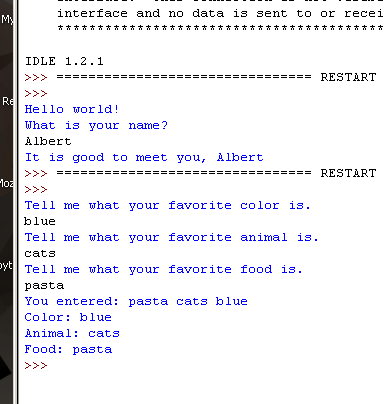 interface and no data is sent to or recei
********************************************
IDLE 1.2.1
>>> ================================ RESTART
>>>
Hello world!
What is your name?
Albert
It is good to meet you, Albert
>>> ================================ RESTART
>>>
Tell me what your favorite color is.
blue
Tell me what your favorite animal is.
cats
Tell me what your favorite food is.
pasta
You entered: pasta cats blue
Color: blue
Animal: cats
Food: pasta
>>>
My
Re
Moz